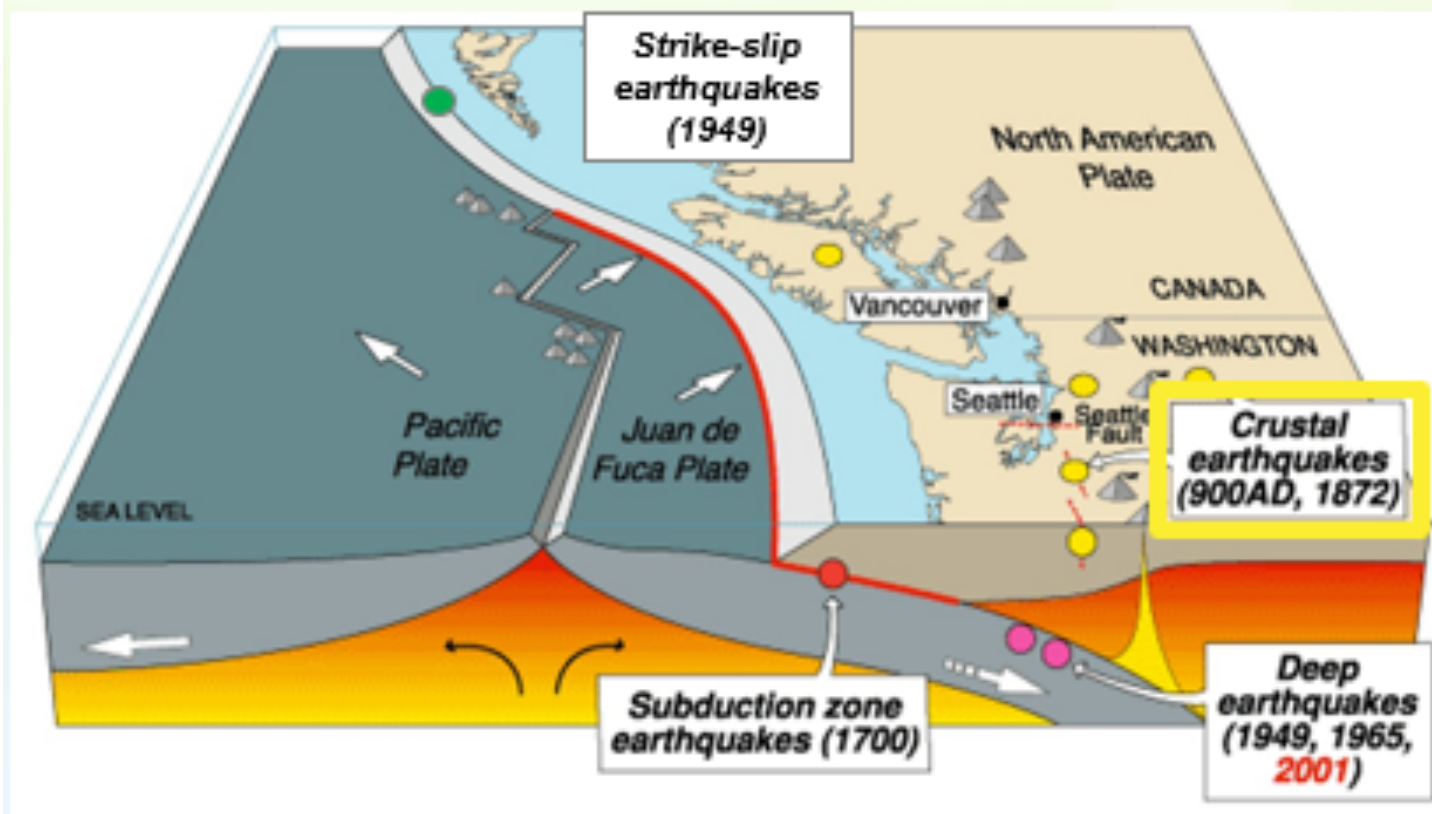 Strike-slip
earthquakes
(1949)
North American
Plate
CANADA
Vancouver
WASHINGTON
Seattle
Seattle
Fault
Crustal
earthquakes
(900AD, 1872)
Pacific
Plate
Juan de
Fuca Plate
SEA LEVEL
Subduction zone
earthquakes (1700)
Deep
earthquakes
(1949, 1965,
2001)